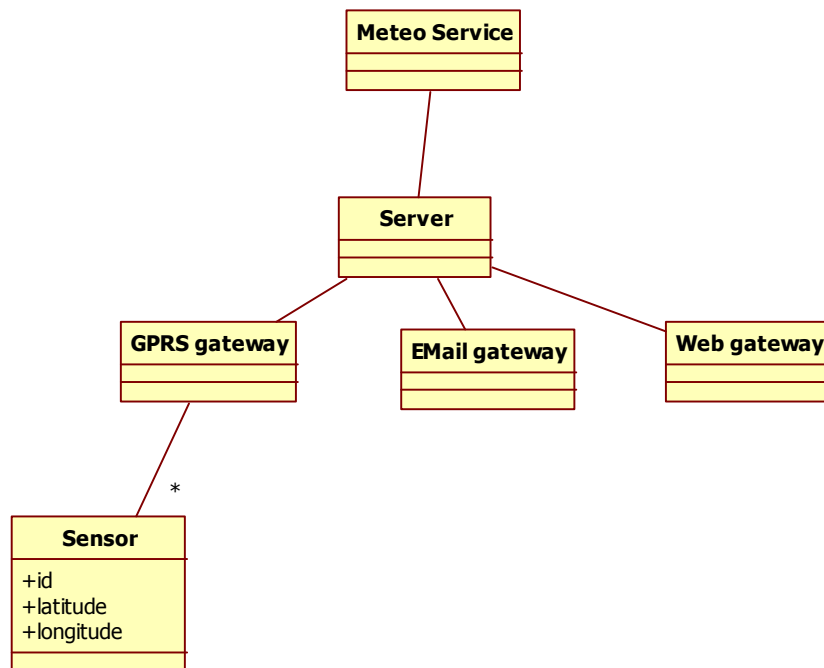 Meteo Service
Server
GPRS gateway
EMail gateway
Web gateway
*
Sensor
+id
+latitude
+longitude